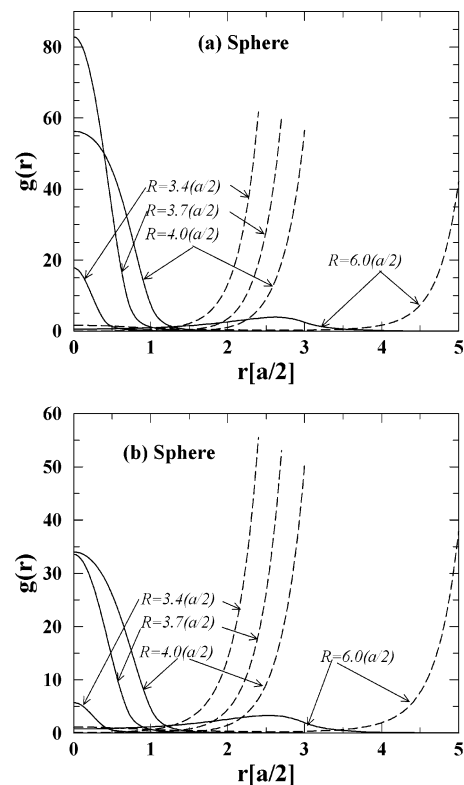 (a) Sphere
80
60
40
20
0
g(r)
R=3.4(a/2)
R=3.7(a/2)
R=4.0(a/2)
R=6.0(a/2)
0 1 2 3 4 5
r[a/2]
60
50
40
30
20
10
0
(b) Sphere
g(r)
R=3.4(a/2)
R=3.7(a/2)
R=4.0(a/2)
R=6.0(a/2)
0 1 2 3 4 5
r[a/2]